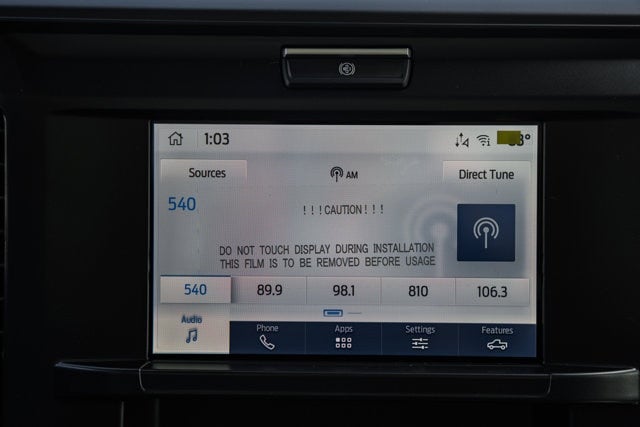 1:03
Sources
AM
Direct Tune
540
! ! ! CAUTION ! ! !
DO NOT TOUCH DISPLAY DURING INSTALLATION
THIS FILM IS TO BE REMOVED BEFORE USAGE
540 89.9 98.1 810 106.3
Audio Phone Apps Settings Features